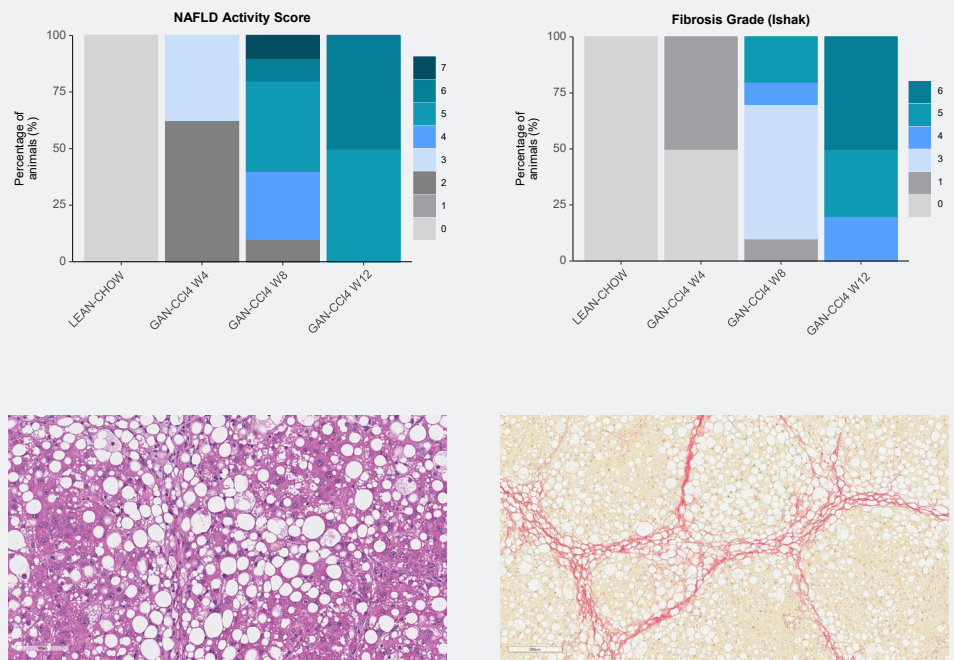 NAFLD Activity Score
Percentage of
animals (%)
100
75
50
25
0
LEAN-CHOW
GAN-CCl4 W4
GAN-CCl4 W8
GAN-CCl4 W12
7
6
5
4
3
2
1
0
Fibrosis Grade (Ishak)
Percentage of
animals (%)
100
75
50
25
0
LEAN-CHOW
GAN-CCl4 W4
GAN-CCl4 W8
GAN-CCl4 W12
6
5
4
3
1
0